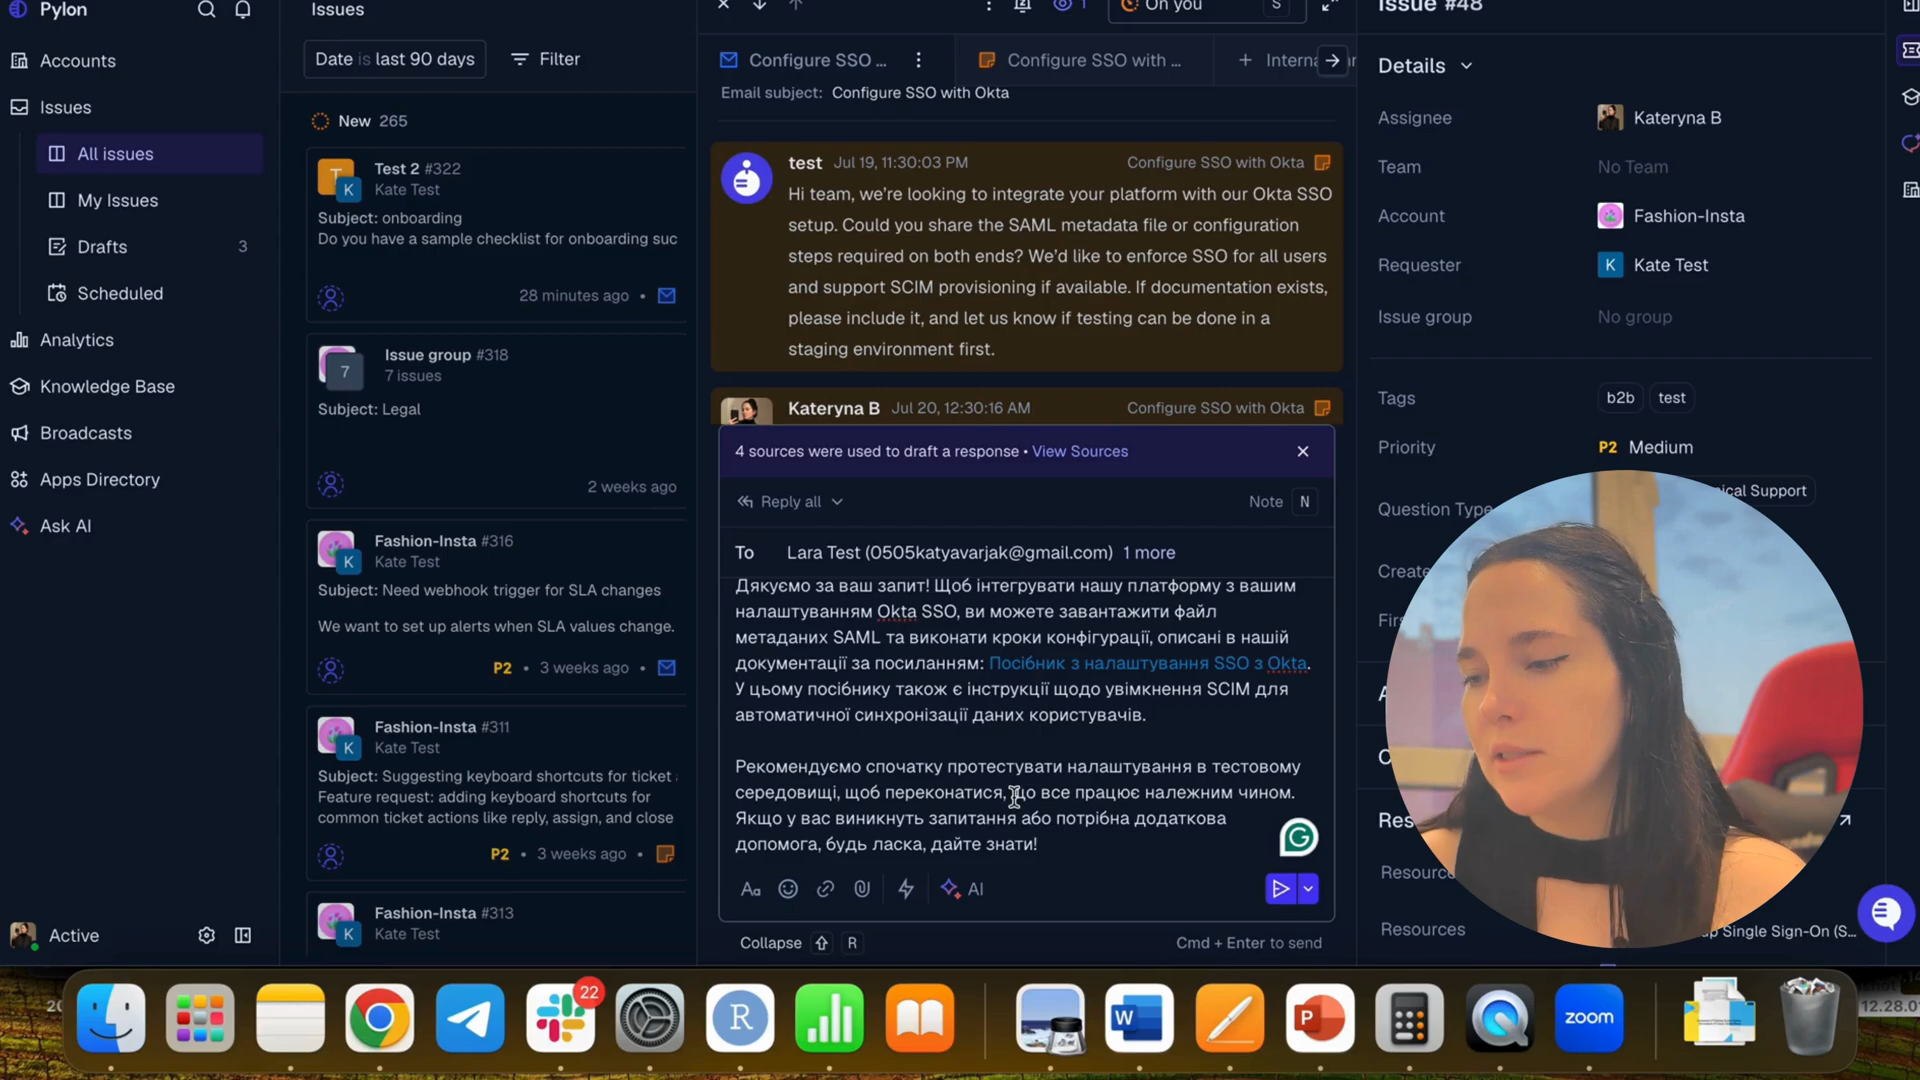 Pylon
Accounts
Issues
All issues
My Issues
Drafts 3
Scheduled
Analytics
Knowledge Base
Broadcasts
Apps Directory
Ask AI
Active
Issues
Date is last 90 days
Filter
New 265
T
K
Test 2 #322
Kate Test
Subject: onboarding
Do you have a sample checklist for onboarding suc
28 minutes ago •
7
Issue group #318
7 issues
Subject: Legal
2 weeks ago
K
Fashion-Insta #316
Kate Test
Subject: Need webhook trigger for SLA changes
We want to set up alerts when SLA values change.
P2 • 3 weeks ago •
K
Fashion-Insta #311
Kate Test
Subject: Suggesting keyboard shortcuts for ticket
Feature request: adding keyboard shortcuts for
common ticket actions like reply, assign, and close
P2 • 3 weeks ago •
K
Fashion-Insta #313
Kate Test
1
On you S
Configure SSO ...
Configure SSO with ...
+ Interna
Email subject: Configure SSO with Okta
test Jul 19, 11:30:03 PM Configure SSO with Okta
Hi team, we're looking to integrate your platform with our Okta SSO
setup. Could you share the SAML metadata file or configuration
steps required on both ends? We'd like to enforce SSO for all users
and support SCIM provisioning if available. If documentation exists,
please include it, and let us know if testing can be done in a
staging environment first.
Kateryna B Jul 20, 12:30:16 AM Configure SSO with Okta
4 sources were used to draft a response • View Sources
Reply all
Note N
To Lara Test (0505katyavarjak@gmail.com) 1 more
Дякуємо за ваш запит! Щоб інтегрувати нашу платформу з вашим
налаштуванням Okta SSO, ви можете завантажити файл
метаданих SAML та виконати кроки конфігурації, описані в нашій
документації за посиланням: Посібник з налаштування SSO з Okta.
У цьому посібнику також є інструкції щодо увімкнення SCIM для
автоматичної синхронізації даних користувачів.
Рекомендуємо спочатку протестувати налаштування в тестовому
середовищі, щоб переконатися, що все працює належним чином.
Якщо у вас виникнуть запитання або потрібна додаткова
допомога, будь ласка, дайте знати!
Aa
AI
Collapse R
Cmd + Enter to send
Issue #48
Details
Assignee Kateryna B
Team No Team
Account Fashion-Insta
Requester K Kate Test
Issue group No group
Tags b2b test
Priority P2 Medium
Question Type ical Support
Resources
Single Sign-On (S...
22
R
W
P
zoom
12.28.0